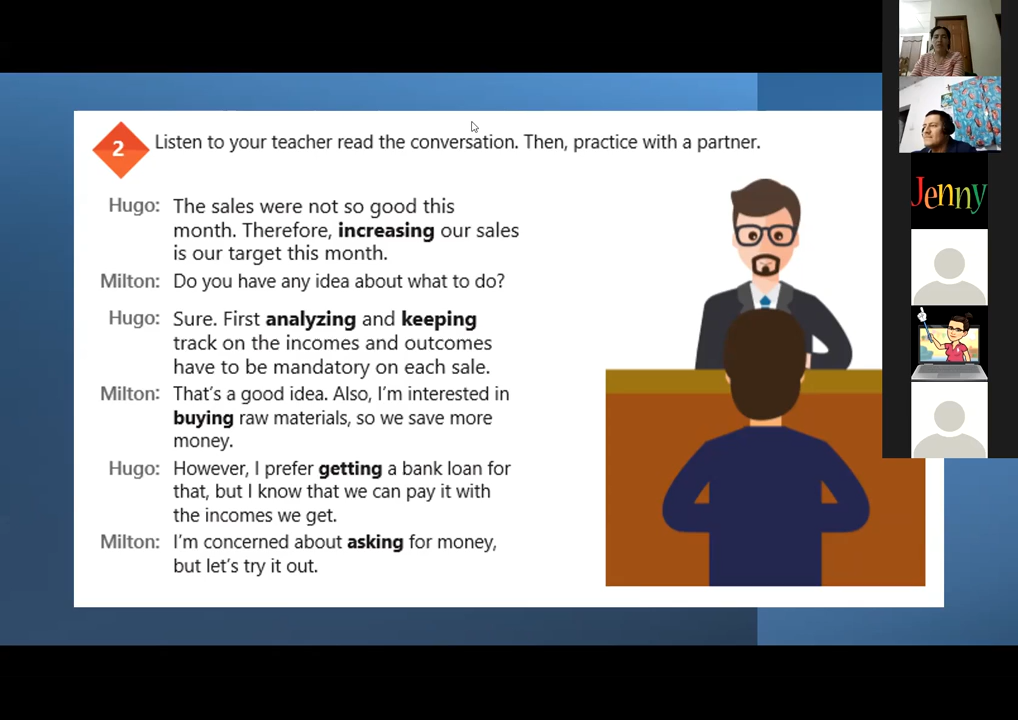 2
Listen to your teacher read the conversation. Then, practice with a partner.
Hugo: The sales were not so good this
month. Therefore, increasing our sales
is our target this month.
Milton: Do you have any idea about what to do?
Hugo: Sure. First analyzing and keeping
track on the incomes and outcomes
have to be mandatory on each sale.
Milton: That's a good idea. Also, I'm interested in
buying raw materials, so we save more
money.
Hugo: However, I prefer getting a bank loan for
that, but I know that we can pay it with
the incomes we get.
Milton: I'm concerned about asking for money,
but let's try it out.
Jenny